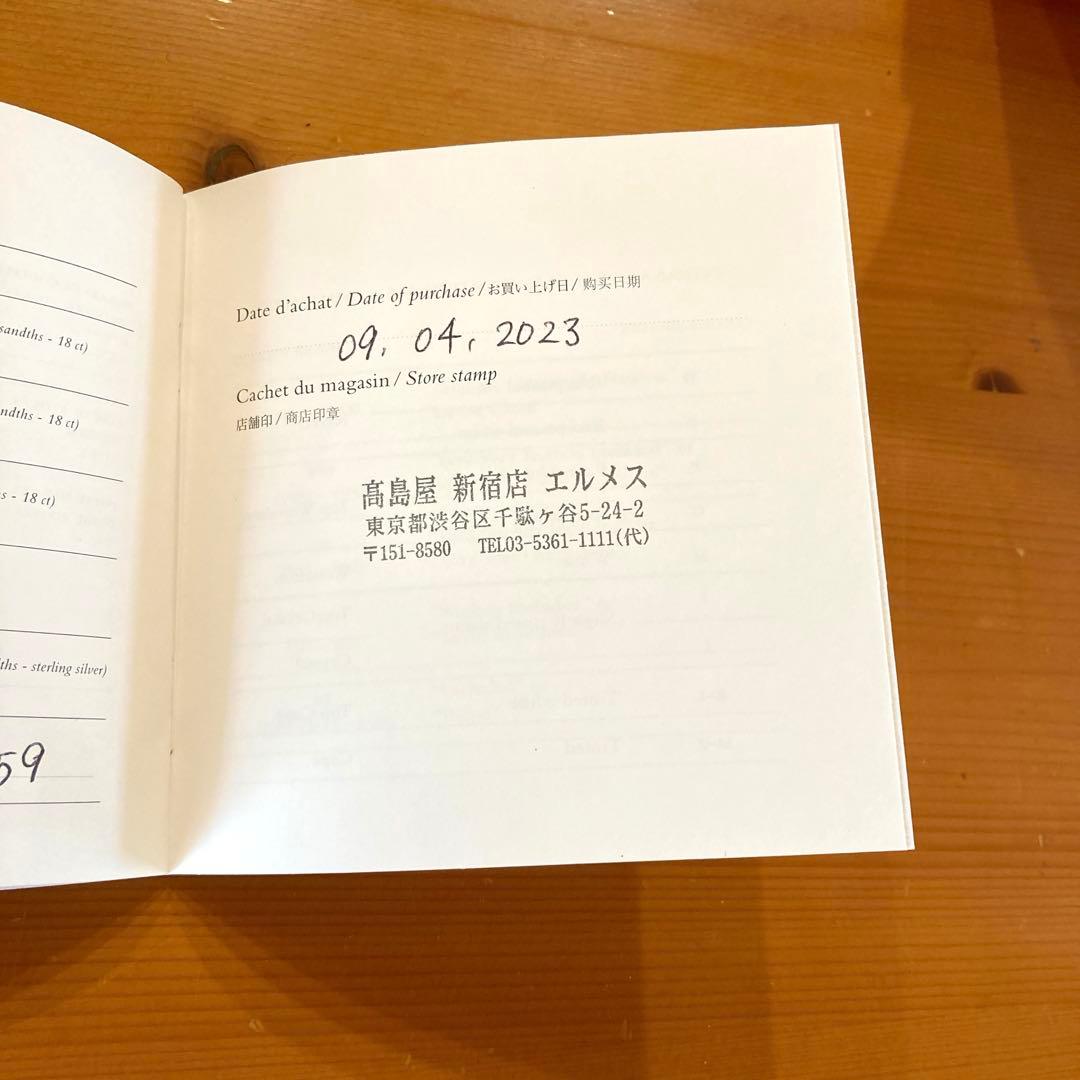 sandths - 18 ct)
ndths - 18 ct)
s - 18 ct)
ths - sterling silver)
59
Date d'achat / Date of purchase / お買い上げ日 / 购买日期
09. 04, 2023
Cachet du magasin / Store stamp
店舗印 / 商店印章
髙島屋 新宿店 エルメス
東京都渋谷区千駄ヶ谷5-24-2
〒151-8580 TEL03-5361-1111(代)